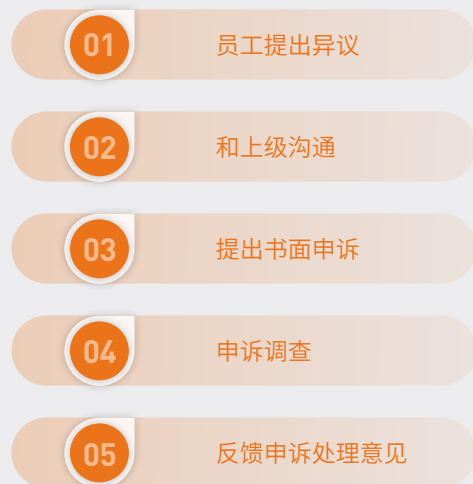 01 员工提出异议
02 和上级沟通
03 提出书面申诉
04 申诉调查
05 反馈申诉处理意见